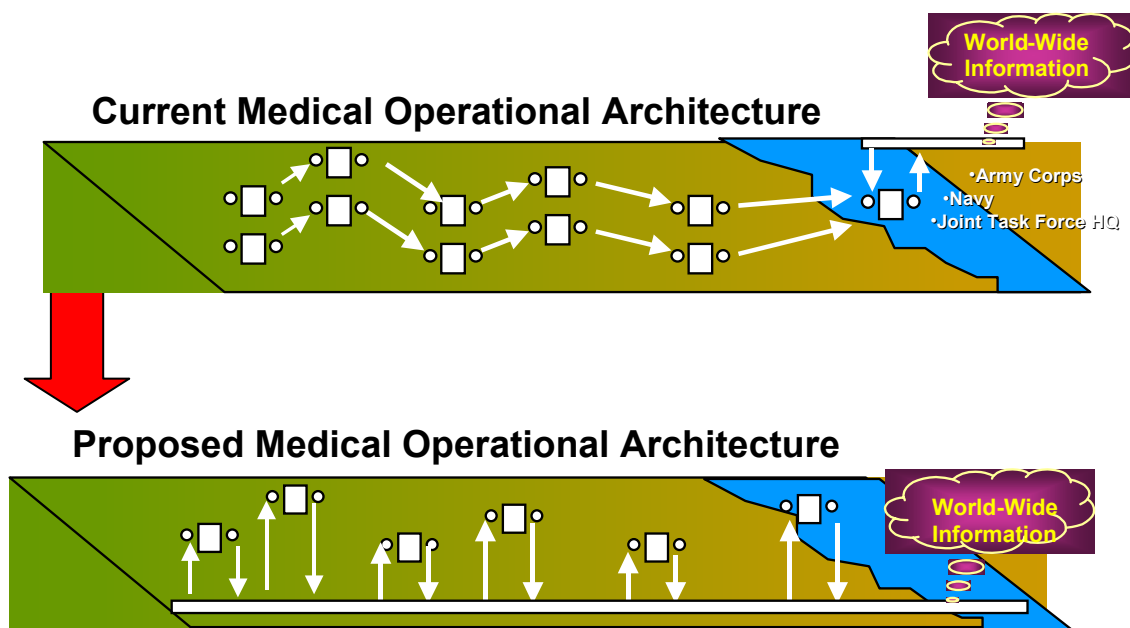 World-Wide
Information
Current Medical Operational Architecture
•Army Corps
•Navy
•Joint Task Force HQ
Proposed Medical Operational Architecture
World-Wide
Information